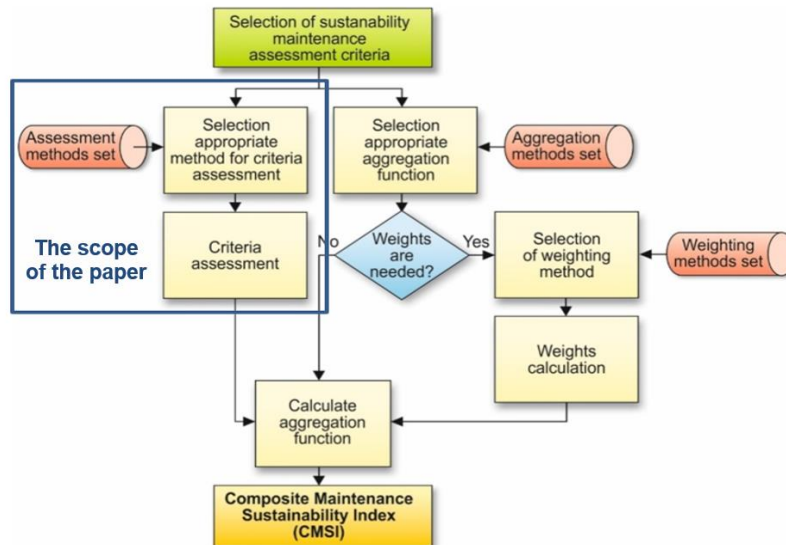 Selection of sustanability
maintenance
assessment criteria
Assessment
methods set
Selection
appropriate
method for criteria
assessment
Selection
appropriate
aggregation
function
Aggregation
methods set
The scope
of the paper
Criteria
assessment
No
Weights
are
needed?
Yes
Selection
of weighting
method
Weighting
methods set
Weights
calculation
Calculate
aggregation
function
Composite Maintenance
Sustainability Index
(CMSI)